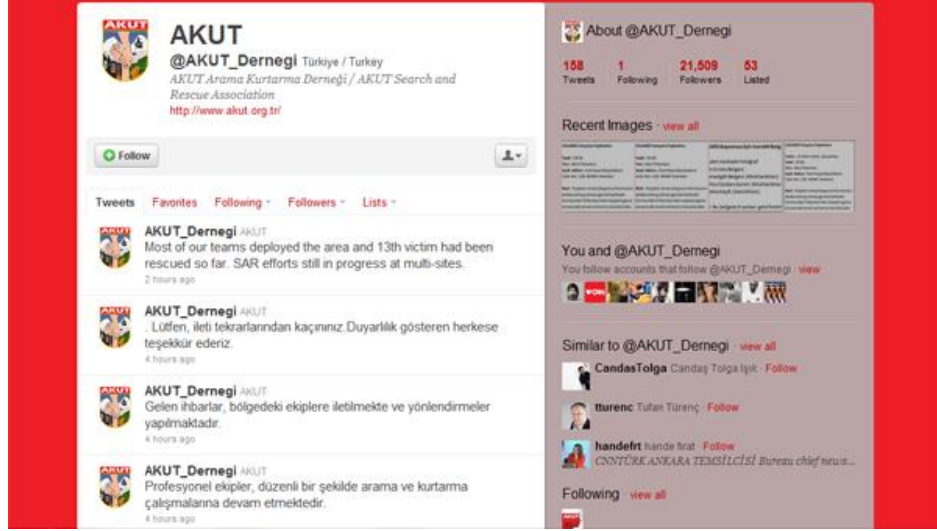 AKUT
AKUT
@AKUT_Dernegi Türkiye / Turkey
AKUT Arama Kurtarma Derneği / AKUT Search and
Rescue Association
http://www.akut.org.tr/
Follow
Tweets Favorites Following Followers Lists
AKUT_Dernegi AKUT
Most of our teams deployed the area and 13th victim had been
rescued so far. SAR efforts still in progress at multi-sites.
2 hours ago
AKUT_Dernegi AKUT
. Lütfen, ileti tekrarlarından kaçınınız.Duyarlılık gösteren herkese
teşekkür ederiz.
4 hours ago
AKUT_Dernegi AKUT
Gelen ihbarlar, bölgedeki ekiplere iletilmekte ve yönlendirmeler
yapılmaktadır.
4 hours ago
AKUT_Dernegi AKUT
Profesyonel ekipler, düzenli bir şekilde arama ve kurtarma
çalışmalarına devam etmektedir.
4 hours ago
About @AKUT_Dernegi
158 1 21,509 53
Tweets Following Followers Listed
Recent Images · view all
You and @AKUT_Dernegi
You follow accounts that follow @AKUT_Dernegi · view
Similar to @AKUT_Dernegi · view all
CandasTolga Candaş Tolga Işık · Follow
tturenc Tufan Türenç · Follow
handefrt hande fırat · Follow
CNNTÜRK ANKARA TEMSİLCİSİ Bureau chief news...
Following · view all